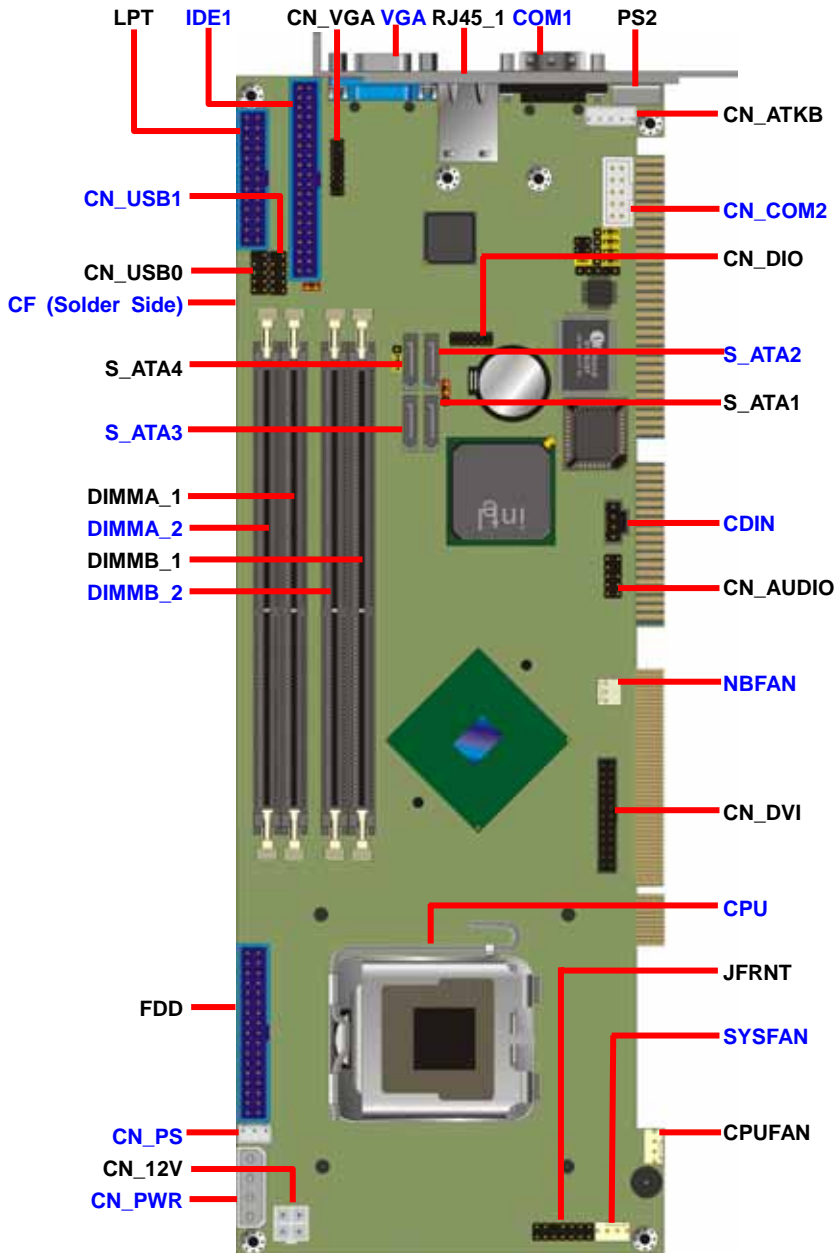 LPT IDE1 CN_VGA VGA RJ45_1 COM1 PS2
CN_ATKB
CN_USB1
CN_COM2
CN_USB0
CN_DIO
CF (Solder Side)
S_ATA4
S_ATA2
S_ATA3
S_ATA1
DIMMA_1
DIMMA_2
CDIN
DIMMB_1
DIMMB_2
CN_AUDIO
NBFAN
CN_DVI
CPU
JFRNT
FDD
SYSFAN
CN_PS
CPUFAN
CN_12V
CN_PWR
intel